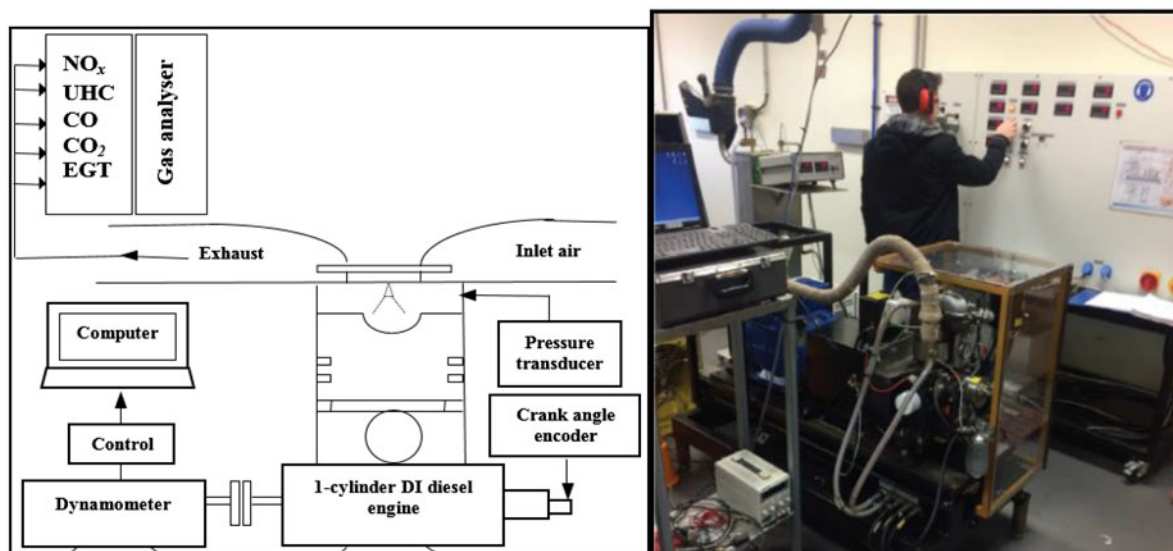 NOₓ
UHC
CO
CO₂
EGT
Gas analyser
Exhaust
Inlet air
Computer
Pressure
transducer
Crank angle
encoder
Control
Dynamometer
1-cylinder DI diesel
engine